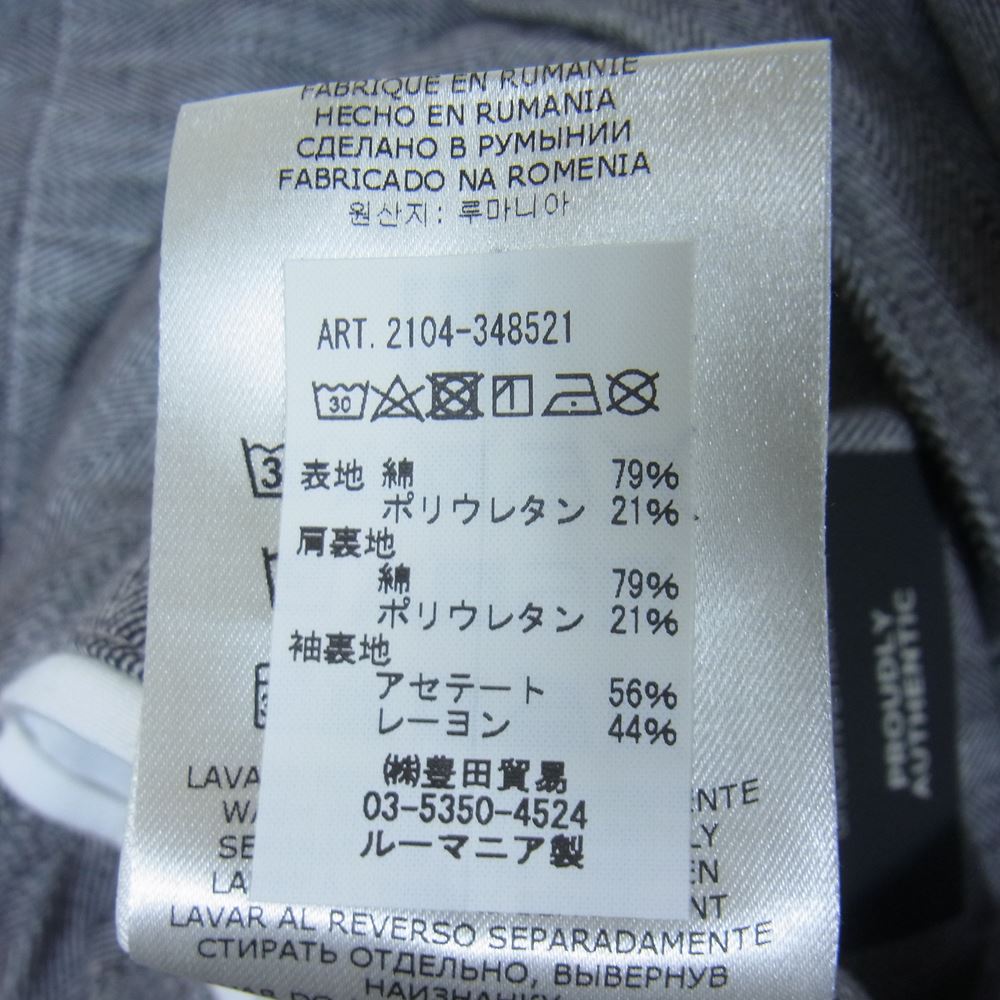 FABRIQUÉ EN RUMANIE
HECHO EN RUMANIA
СДЕЛАНО В РУМЫНИИ
FABRICADO NA ROMENIA
원산지: 루마니아
ART. 2104-348521
30
表地 綿 79%
ポリウレタン 21%
肩裏地
綿 79%
ポリウレタン 21%
袖裏地
アセテート 56%
レーヨン 44%
㈱豊田貿易
03-5350-4524
ルーマニア製
LAVAR AL REVERSO SEPARADAMENTE
СТИРАТЬ ОТДЕЛЬНО, ВЫВЕРНУВ
НАИЗНАНКУ
PROUDLY
AUTHENTIC